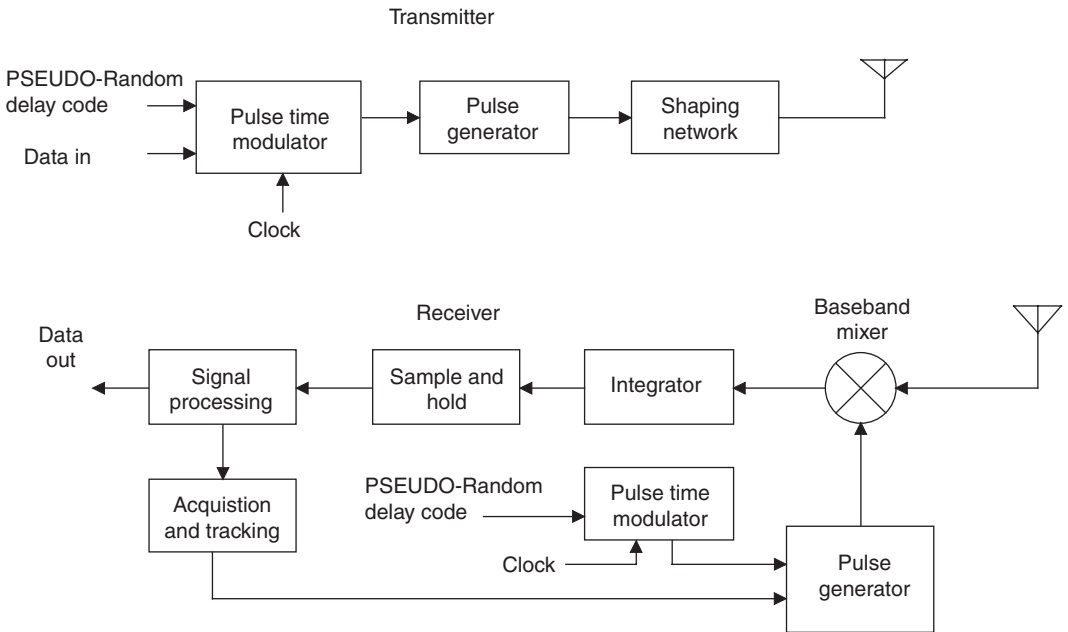 Transmitter
PSEUDO-Random
delay code
Data in
Pulse time
modulator
Clock
Pulse
generator
Shaping
network
Receiver
Baseband
mixer
Data
out
Signal
processing
Sample and
hold
Integrator
Acquistion
and tracking
PSEUDO-Random
delay code
Clock
Pulse time
modulator
Pulse
generator